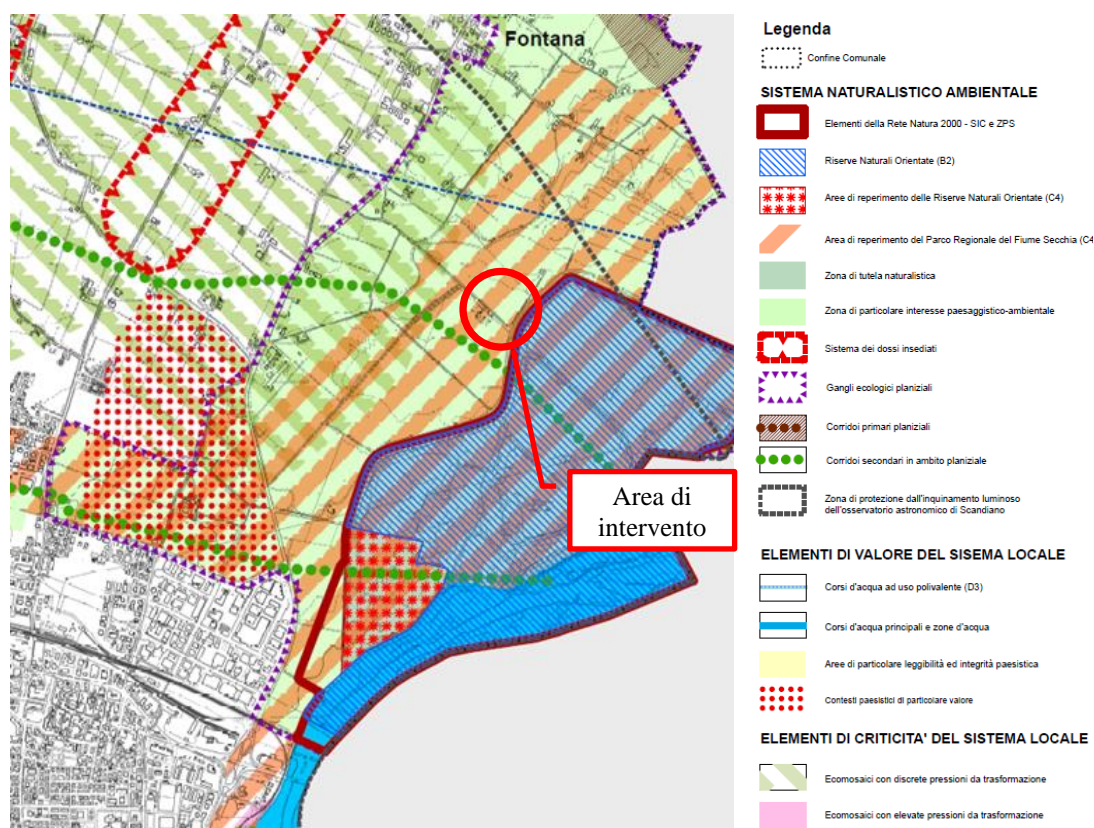 Fontana
Area di
intervento
Legenda
Confine Comunale
SISTEMA NATURALISTICO AMBIENTALE
Elementi della Rete Natura 2000 - SIC e ZPS
Riserve Naturali Orientate (B2)
Aree di reperimento delle Riserve Naturali Orientate (C4)
Area di reperimento del Parco Regionale del Fiume Secchia (C4
Zona di tutela naturalistica
Zona di particolare interesse paesaggistico-ambientale
Sistema dei dossi insediati
Gangli ecologici planiziali
Corridoi primari planiziali
Corridoi secondari in ambito planiziale
Zona di protezione dall'inquinamento luminoso
dell'osservatorio astronomico di Scandiano
ELEMENTI DI VALORE DEL SISEMA LOCALE
Corsi d'acqua ad uso polivalente (D3)
Corsi d'acqua principali e zone d'acqua
Aree di particolare leggibilità ed integrità paesistica
Contesti paesistici di particolare valore
ELEMENTI DI CRITICITA' DEL SISTEMA LOCALE
Ecomosaici con discrete pressioni da trasformazione
Ecomosaici con elevate pressioni da trasformazione